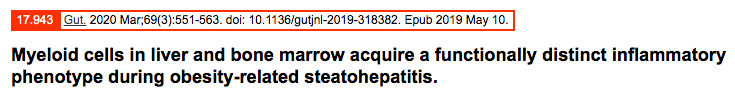 17.943 Gut. 2020 Mar;69(3):551-563. doi: 10.1136/gutjnl-2019-318382. Epub 2019 May 10.
Myeloid cells in liver and bone marrow acquire a functionally distinct inflammatory
phenotype during obesity-related steatohepatitis.